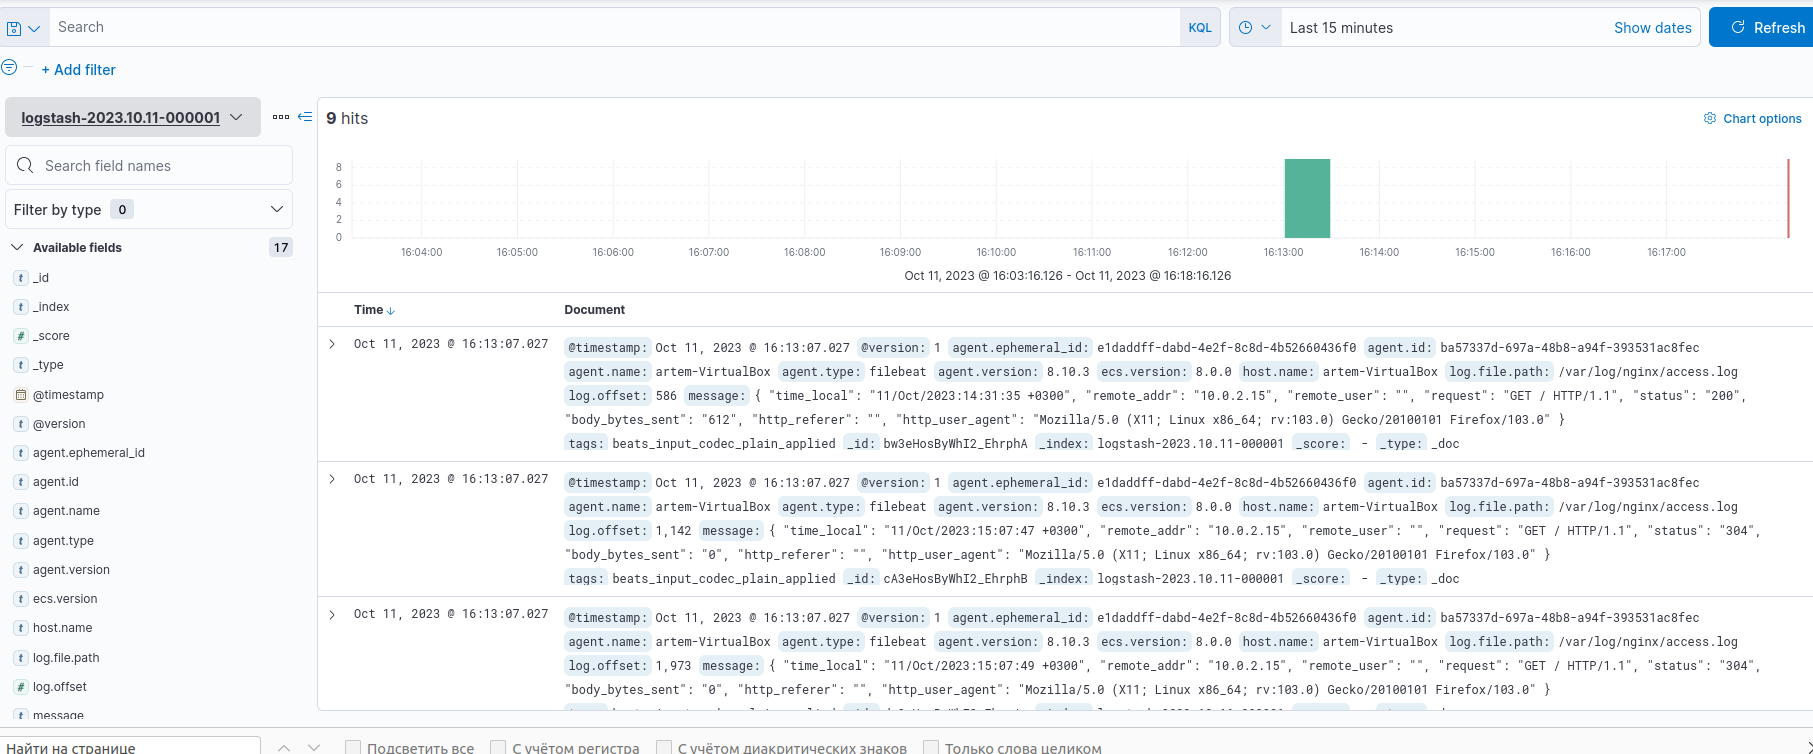 Search KQL Last 15 minutes Show dates Refresh
+ Add filter
logstash-2023.10.11-000001
Search field names
Filter by type 0
Available fields 17
_id
_index
_score
_type
@timestamp
@version
agent.ephemeral_id
agent.id
agent.name
agent.type
agent.version
ecs.version
host.name
log.file.path
log.offset
message
9 hits
Chart options
8
6
4
2
0
16:04:00 16:05:00 16:06:00 16:07:00 16:08:00 16:09:00 16:10:00 16:11:00 16:12:00 16:13:00 16:14:00 16:15:00 16:16:00 16:17:00
Oct 11, 2023 @ 16:03:16.126 - Oct 11, 2023 @ 16:18:16.126
Time Document
Oct 11, 2023 @ 16:13:07.027 @timestamp: Oct 11, 2023 @ 16:13:07.027 @version: 1 agent.ephemeral_id: e1daddff-dabd-4e2f-8c8d-4b52660436f0 agent.id: ba57337d-697a-48b8-a94f-393531ac8fec
agent.name: artem-VirtualBox agent.type: filebeat agent.version: 8.10.3 ecs.version: 8.0.0 host.name: artem-VirtualBox log.file.path: /var/log/nginx/access.log
log.offset: 586 message: { "time_local": "11/Oct/2023:14:31:35 +0300", "remote_addr": "10.0.2.15", "remote_user": "", "request": "GET / HTTP/1.1", "status": "200",
"body_bytes_sent": "612", "http_referer": "", "http_user_agent": "Mozilla/5.0 (X11; Linux x86_64; rv:103.0) Gecko/20100101 Firefox/103.0" }
tags: beats_input_codec_plain_applied _id: bw3eHosByWhI2_EhrphA _index: logstash-2023.10.11-000001 _score: - _type: _doc
Oct 11, 2023 @ 16:13:07.027 @timestamp: Oct 11, 2023 @ 16:13:07.027 @version: 1 agent.ephemeral_id: e1daddff-dabd-4e2f-8c8d-4b52660436f0 agent.id: ba57337d-697a-48b8-a94f-393531ac8fec
agent.name: artem-VirtualBox agent.type: filebeat agent.version: 8.10.3 ecs.version: 8.0.0 host.name: artem-VirtualBox log.file.path: /var/log/nginx/access.log
log.offset: 1,142 message: { "time_local": "11/Oct/2023:15:07:47 +0300", "remote_addr": "10.0.2.15", "remote_user": "", "request": "GET / HTTP/1.1", "status": "304",
"body_bytes_sent": "0", "http_referer": "", "http_user_agent": "Mozilla/5.0 (X11; Linux x86_64; rv:103.0) Gecko/20100101 Firefox/103.0" }
tags: beats_input_codec_plain_applied _id: cA3eHosByWhI2_EhrphB _index: logstash-2023.10.11-000001 _score: - _type: _doc
Oct 11, 2023 @ 16:13:07.027 @timestamp: Oct 11, 2023 @ 16:13:07.027 @version: 1 agent.ephemeral_id: e1daddff-dabd-4e2f-8c8d-4b52660436f0 agent.id: ba57337d-697a-48b8-a94f-393531ac8fec
agent.name: artem-VirtualBox agent.type: filebeat agent.version: 8.10.3 ecs.version: 8.0.0 host.name: artem-VirtualBox log.file.path: /var/log/nginx/access.log
log.offset: 1,973 message: { "time_local": "11/Oct/2023:15:07:49 +0300", "remote_addr": "10.0.2.15", "remote_user": "", "request": "GET / HTTP/1.1", "status": "304",
"body_bytes_sent": "0", "http_referer": "", "http_user_agent": "Mozilla/5.0 (X11; Linux x86_64; rv:103.0) Gecko/20100101 Firefox/103.0" }
Найти на странице Подсветить все С учётом регистра С учётом диакритических знаков Только слова целиком